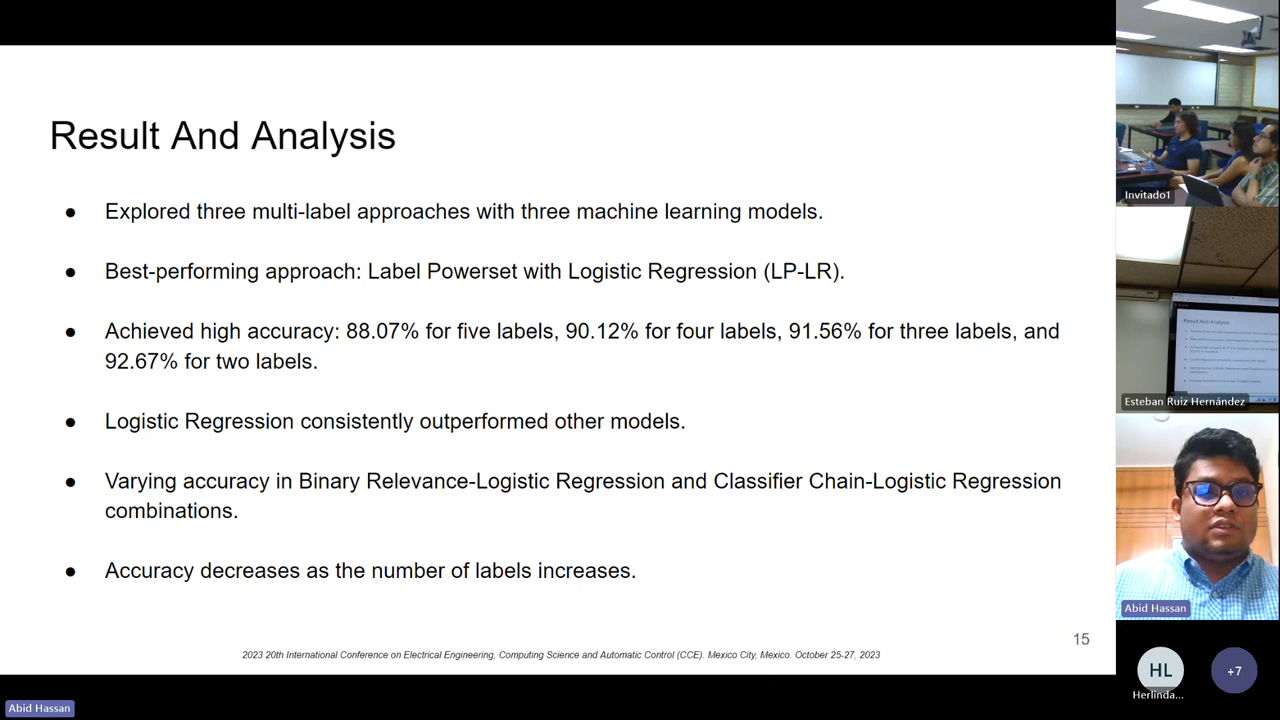 Result And Analysis
● Explored three multi-label approaches with three machine learning models.
● Best-performing approach: Label Powerset with Logistic Regression (LP-LR).
● Achieved high accuracy: 88.07% for five labels, 90.12% for four labels, 91.56% for three labels, and
92.67% for two labels.
● Logistic Regression consistently outperformed other models.
● Varying accuracy in Binary Relevance-Logistic Regression and Classifier Chain-Logistic Regression
combinations.
● Accuracy decreases as the number of labels increases.
15
2023 20th International Conference on Electrical Engineering, Computing Science and Automatic Control (CCE). Mexico City, Mexico. October 25-27, 2023
Abid Hassan
Invitado1
Result And Analysis
Esteban Ruiz Hernández
Abid Hassan
HL
Herlinda...
+7